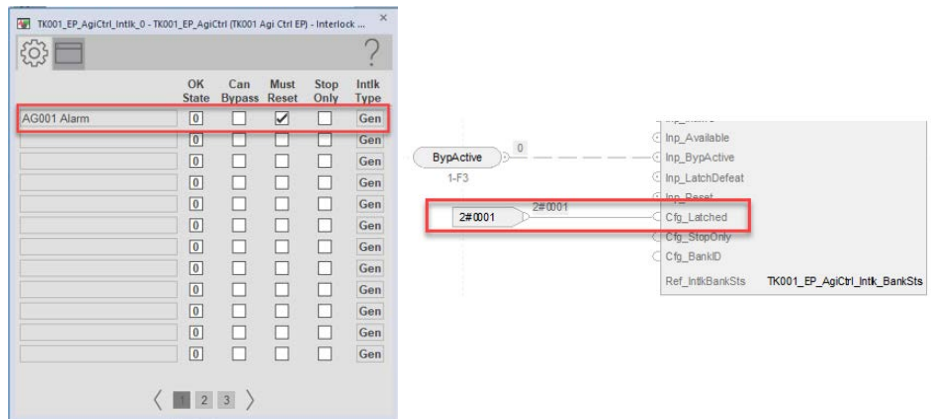 TK001_EP_AgiCtrl_Intlk_0 - TK001_EP_AgiCtrl (TK001 Agi Ctrl EP) - Interlock ...
?
OK Can Must Stop Intlk
State Bypass Reset Only Type
AG001 Alarm 0 Gen
0 Gen
0 Gen
0 Gen
0 Gen
0 Gen
0 Gen
0 Gen
0 Gen
0 Gen
0 Gen
0 Gen
1 2 3
Inp_Available
BypActive 0 Inp_BypActive
1-F3 Inp_LatchDefeat
Inp_Reset
2#0001 2#0001 Cfg_Latched
Cfg_StopOnly
Cfg_BankID
Ref_IntlkBankSts TK001_EP_AgiCtrl_Intlk_BankSts